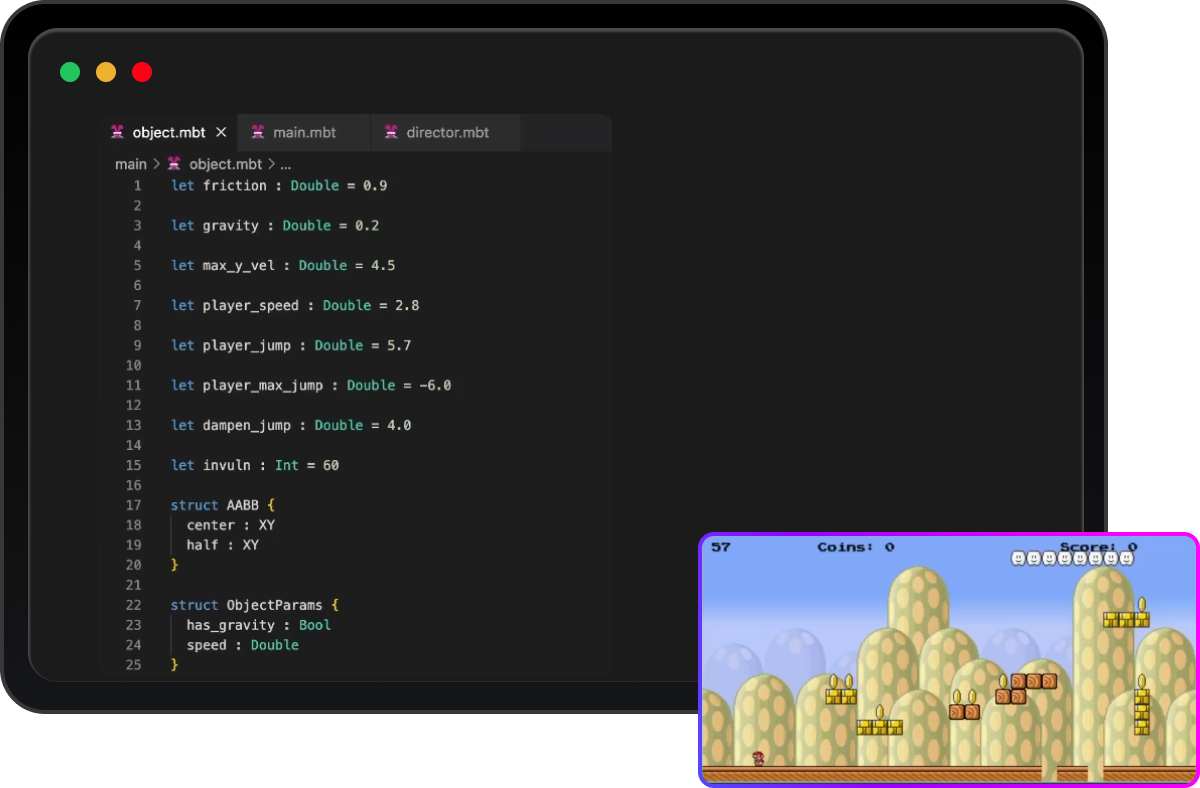 object.mbt × main.mbt director.mbt
main > object.mbt > ...
1 let friction : Double = 0.9
2
3 let gravity : Double = 0.2
4
5 let max_y_vel : Double = 4.5
6
7 let player_speed : Double = 2.8
8
9 let player_jump : Double = 5.7
10
11 let player_max_jump : Double = -6.0
12
13 let dampen_jump : Double = 4.0
14
15 let invuln : Int = 60
16
17 struct AABB {
18 center : XY
19 half : XY
20 }
21
22 struct ObjectParams {
23 has_gravity : Bool
24 speed : Double
25 }
57 Coins: 0 Score: 0